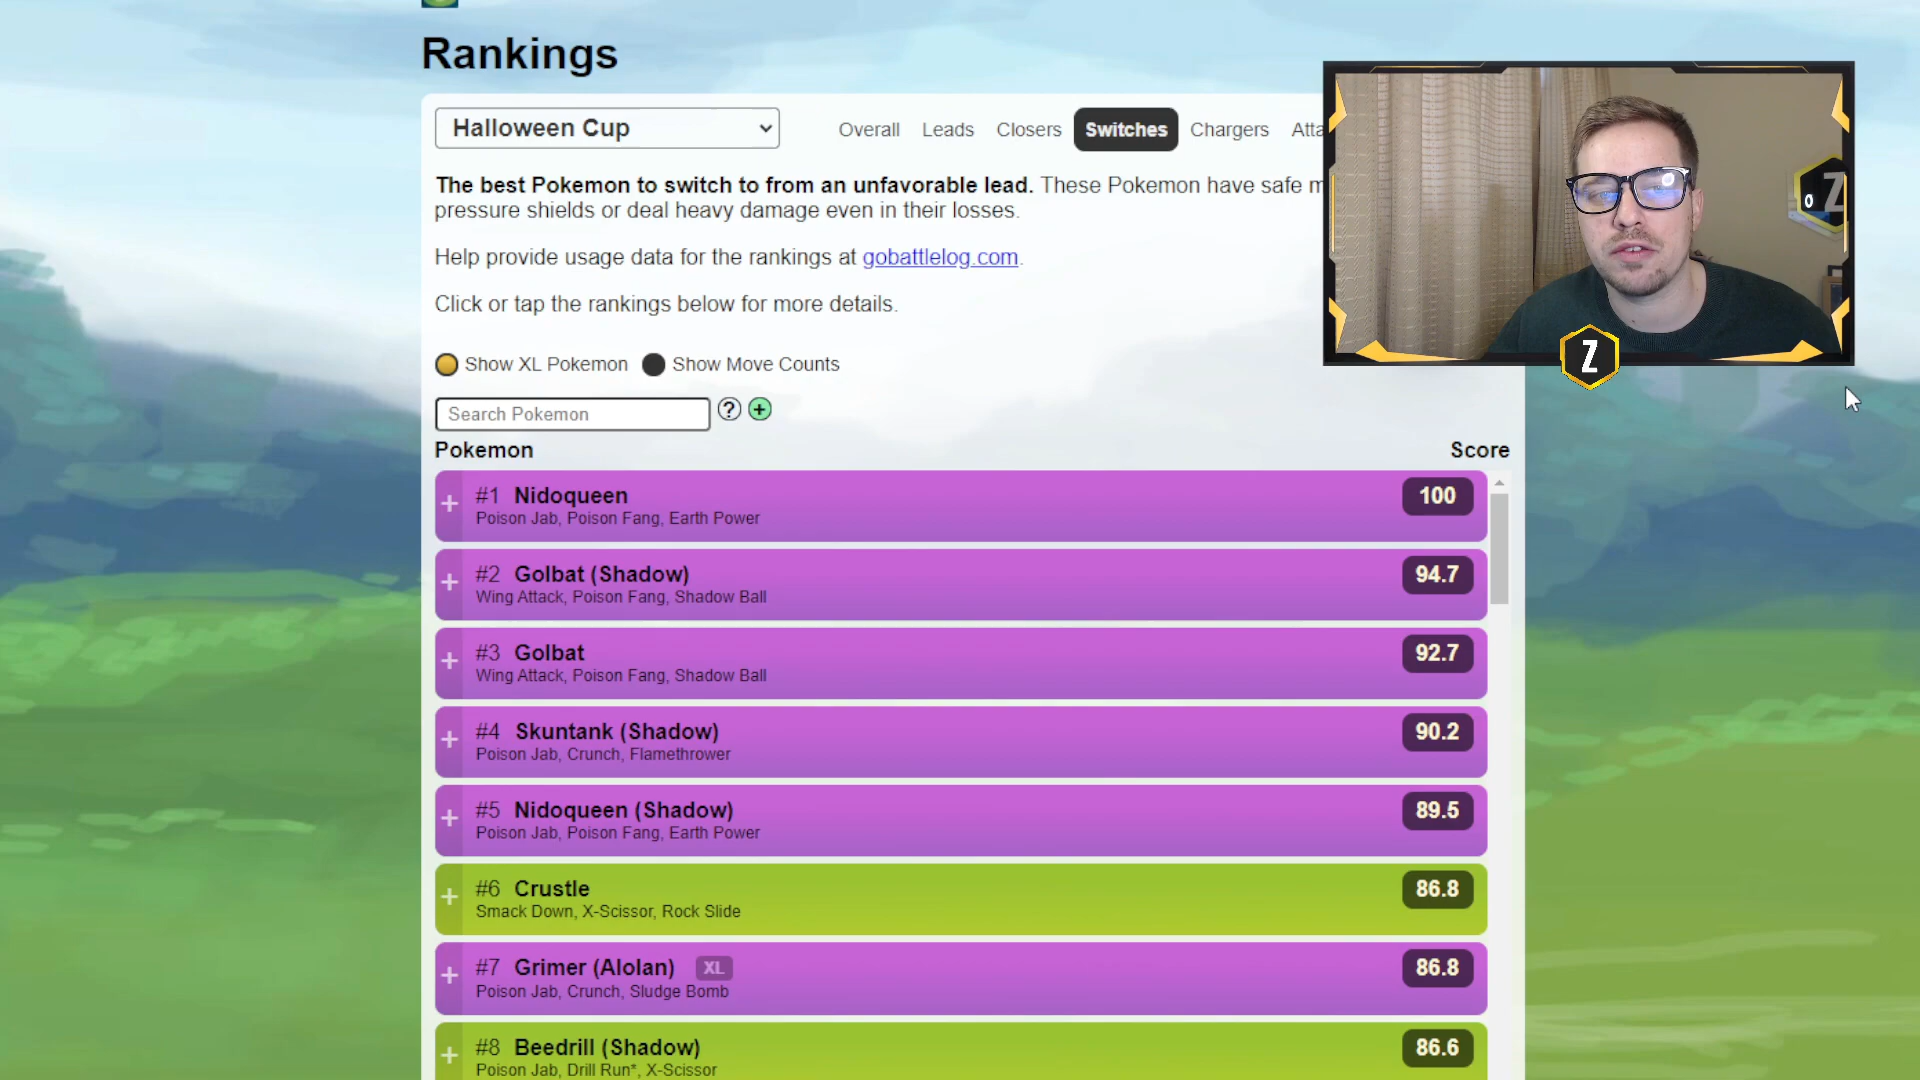 Rankings
Halloween Cup
Overall Leads Closers Switches Chargers Atta
The best Pokemon to switch to from an unfavorable lead. These Pokemon have safe m
pressure shields or deal heavy damage even in their losses.
Help provide usage data for the rankings at gobattlelog.com.
Click or tap the rankings below for more details.
Show XL Pokemon Show Move Counts
Search Pokemon ? +
Pokemon Score
+ #1 Nidoqueen 100
Poison Jab, Poison Fang, Earth Power
+ #2 Golbat (Shadow) 94.7
Wing Attack, Poison Fang, Shadow Ball
+ #3 Golbat 92.7
Wing Attack, Poison Fang, Shadow Ball
+ #4 Skuntank (Shadow) 90.2
Poison Jab, Crunch, Flamethrower
+ #5 Nidoqueen (Shadow) 89.5
Poison Jab, Poison Fang, Earth Power
+ #6 Crustle 86.8
Smack Down, X-Scissor, Rock Slide
+ #7 Grimer (Alolan) XL 86.8
Poison Jab, Crunch, Sludge Bomb
+ #8 Beedrill (Shadow) 86.6
Poison Jab, Drill Run*, X-Scissor
0 Z
Z